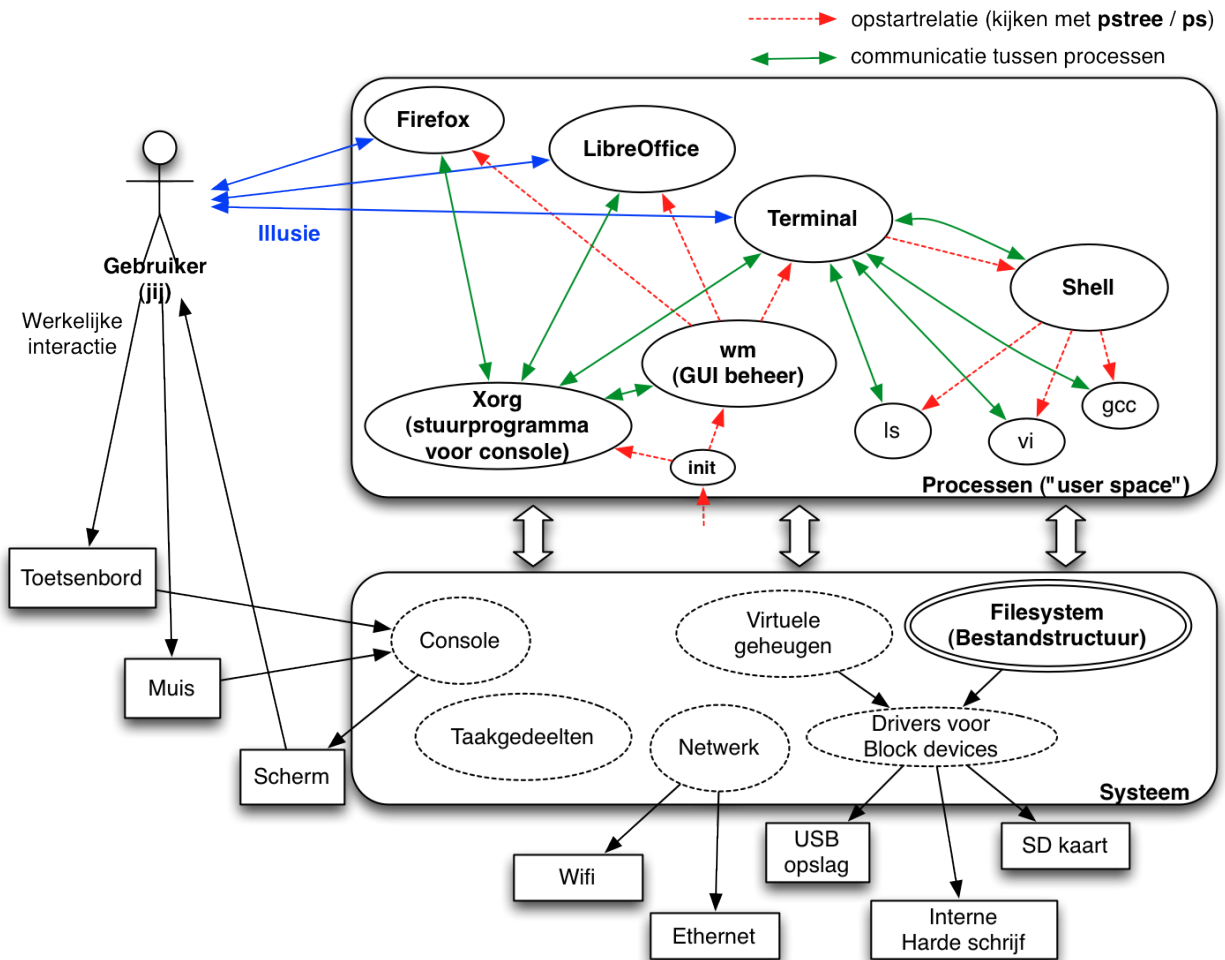 opstartrelatie (kijken met pstree / ps)
communicatie tussen processen
Firefox
LibreOffice
Terminal
Shell
Illusie
Gebruiker
(jij)
Werkelijke
interactie
wm
(GUI beheer)
Xorg
(stuurprogramma
voor console)
init
ls
vi
gcc
Processen ("user space")
Toetsenbord
Muis
Scherm
Console
Virtuele
geheugen
Filesystem
(Bestandstructuur)
Taakgedeelten
Netwerk
Drivers voor
Block devices
Systeem
Wifi
Ethernet
USB
opslag
SD kaart
Interne
Harde schrijf